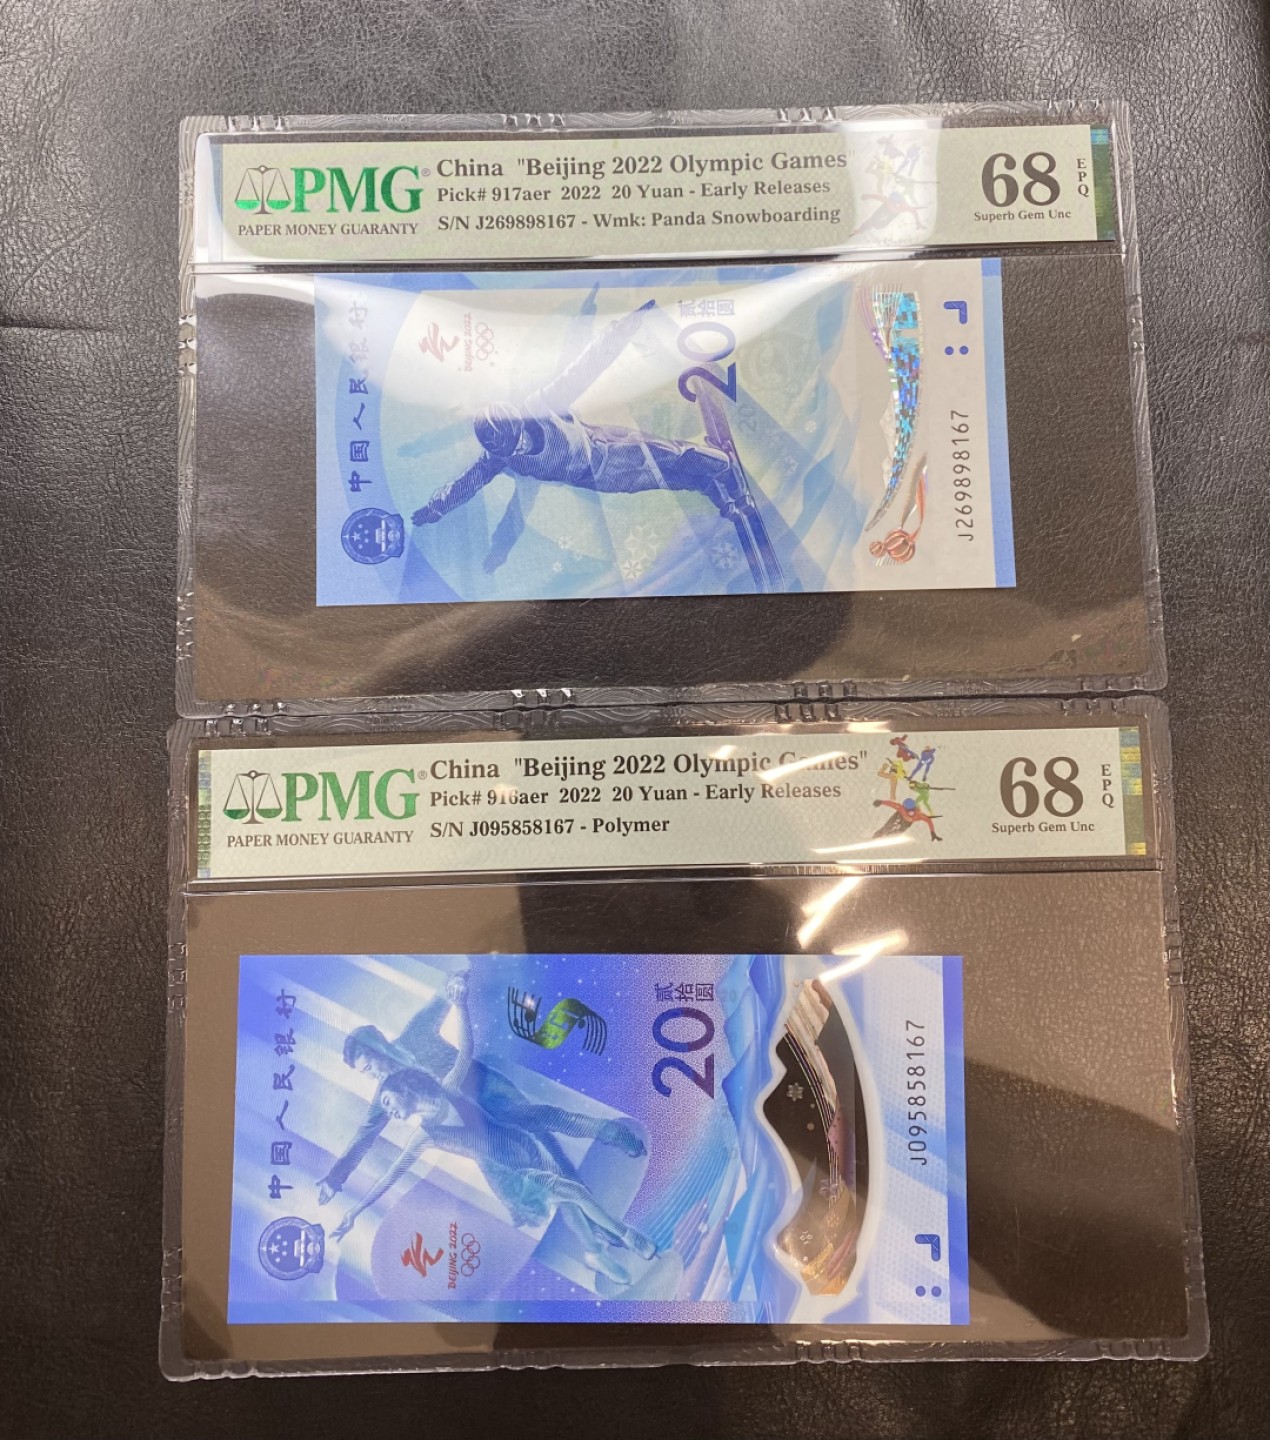 PMG®
PAPER MONEY GUARANTY
China "Beijing 2022 Olympic Games"
Pick# 917aer 2022 20 Yuan - Early Releases
S/N J269898167 - Wmk: Panda Snowboarding
68
EPQ
Superb Gem Unc
中国人民银行
BEIJING 2022
贰拾圆
20
J269898167
PMG®
PAPER MONEY GUARANTY
China "Beijing 2022 Olympic Games"
Pick# 916aer 2022 20 Yuan - Early Releases
S/N J095858167 - Polymer
68
EPQ
Superb Gem Unc
中国人民银行
BEIJING 2022
贰拾圆
20
J095858167